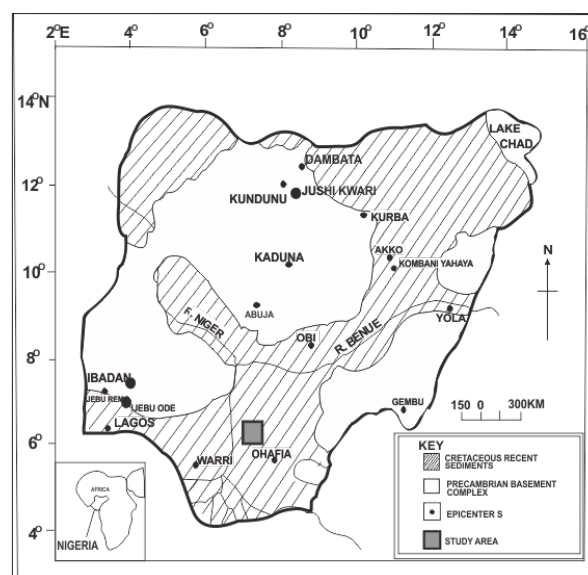 2°E 4° 6° 8° 10° 12° 14° 16°
14°N
LAKE
CHAD
DAMBATA
12°
KUNDUNU
JUSHI KWARI
KURBA
N
AKKO
KOMBANI YAHAYA
KADUNA
10°
ABUJA
R. NIGER
YOLA
OBI
R. BENUE
8°
IBADAN
JEBU REMO
IJEBU ODE
LAGOS
GEMBU
150 0 300KM
6°
WARRI
OHAFIA
KEY
CRETACEOUS RECENT
SEDIMENTS
PRECAMBRIAN BASEMENT
COMPLEX
EPICENTER S
STUDY AREA
AFRICA
NIGERIA
4°